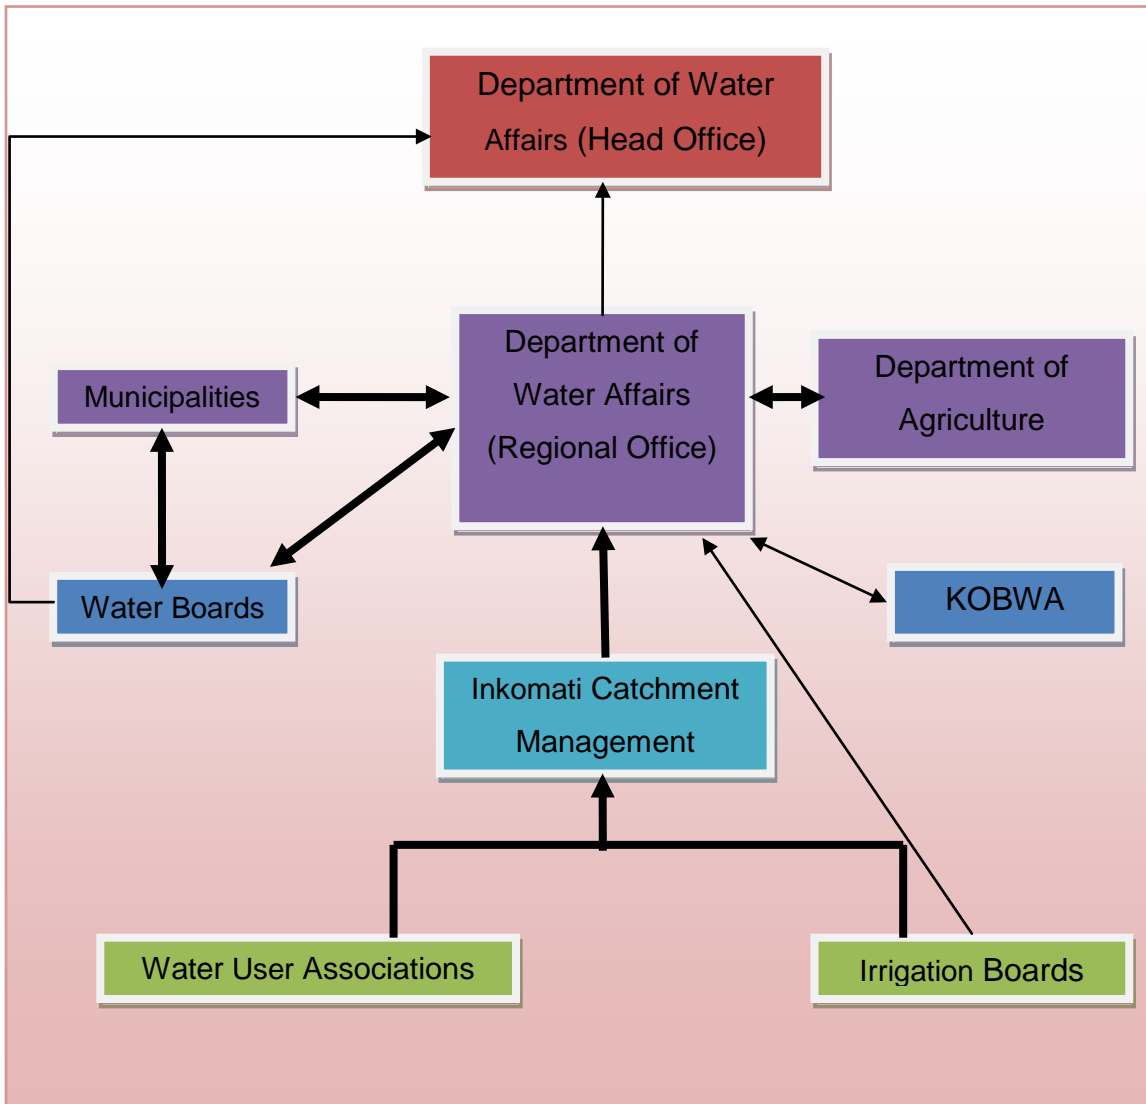 Department of Water
Affairs (Head Office)
Department of
Water Affairs
(Regional Office)
Department of
Agriculture
Municipalities
Water Boards
KOBWA
Inkomati Catchment
Management
Water User Associations
Irrigation Boards